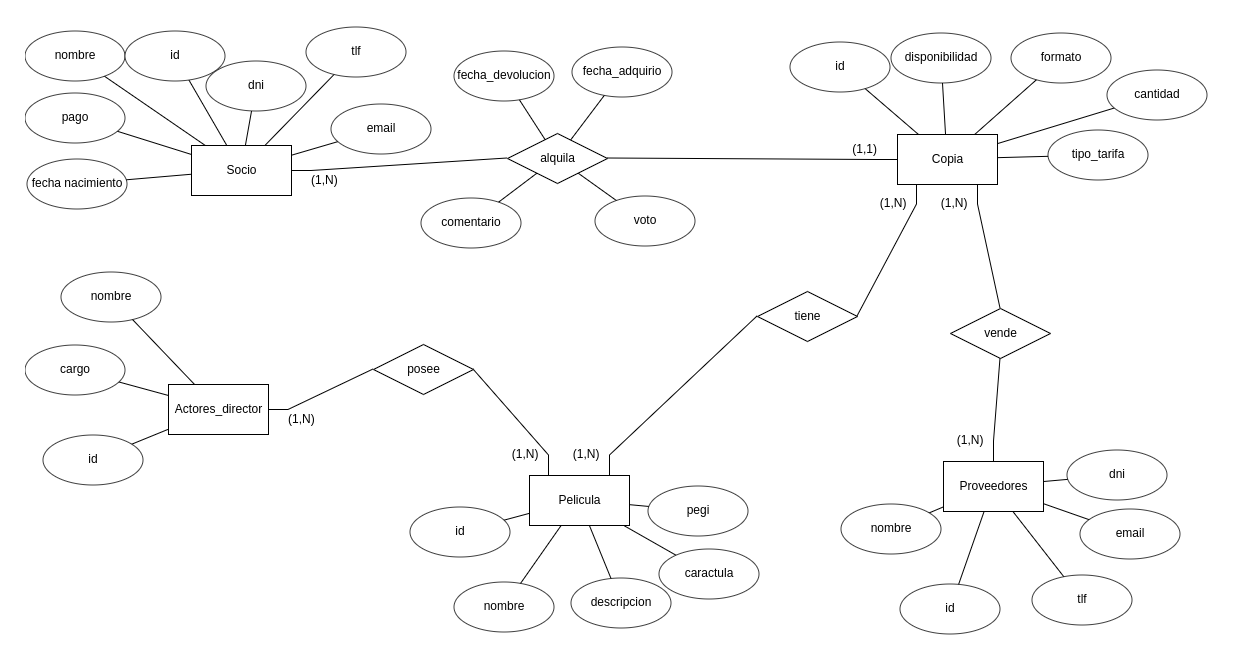 nombre
id
dni
tlf
pago
email
fecha nacimiento
Socio
(1,N)
fecha_devolucion
fecha_adquirio
alquila
comentario
voto
id
disponibilidad
formato
cantidad
tipo_tarifa
(1,1)
Copia
(1,N)
(1,N)
nombre
cargo
Actores_director
id
(1,N)
posee
tiene
vende
(1,N)
(1,N)
Pelicula
id
pegi
nombre
descripcion
caractula
(1,N)
Proveedores
dni
nombre
email
id
tlf